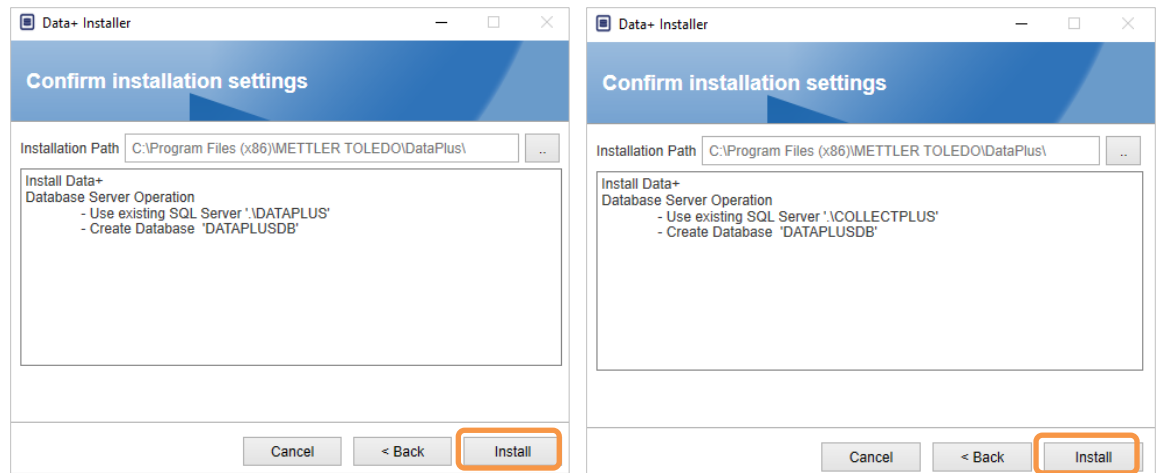 Data+ Installer
Confirm installation settings
Installation Path C:\Program Files (x86)\METTLER TOLEDO\DataPlus\ ..
Install Data+
Database Server Operation
- Use existing SQL Server '.\DATAPLUS'
- Create Database 'DATAPLUSDB'
Cancel < Back Install
Data+ Installer
Confirm installation settings
Installation Path C:\Program Files (x86)\METTLER TOLEDO\DataPlus\ ..
Install Data+
Database Server Operation
- Use existing SQL Server '.\COLLECTPLUS'
- Create Database 'DATAPLUSDB'
Cancel < Back Install